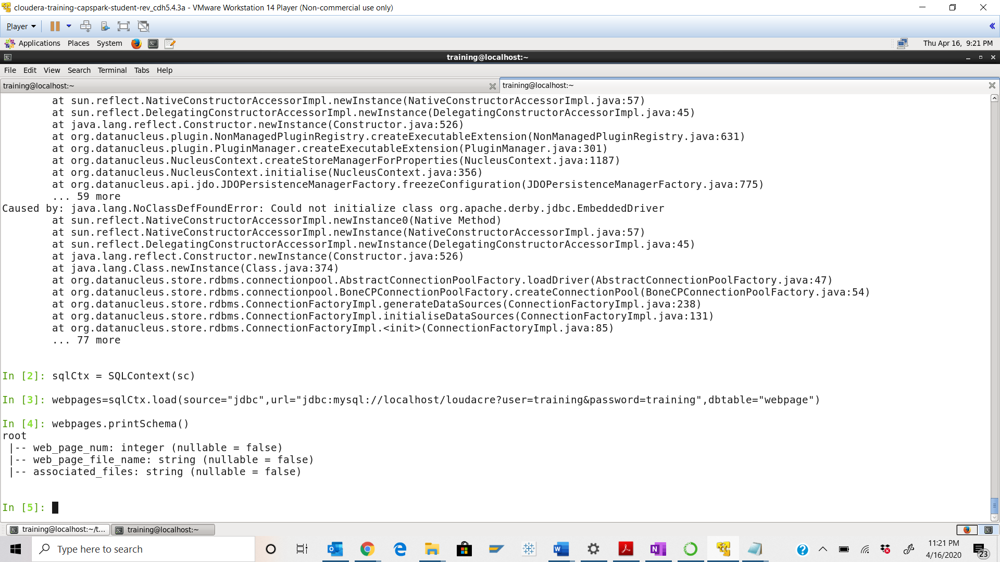 cloudera-training-capspark-student-rev_cdh5.4.3a - VMware Workstation 14 Player (Non-commercial use only)
Player
Applications Places System
Thu Apr 16, 9:21 PM
training@localhost:~
File Edit View Search Terminal Tabs Help
training@localhost:~
training@localhost:~
at sun.reflect.NativeConstructorAccessorImpl.newInstance(NativeConstructorAccessorImpl.java:57)
at sun.reflect.DelegatingConstructorAccessorImpl.newInstance(DelegatingConstructorAccessorImpl.java:45)
at java.lang.reflect.Constructor.newInstance(Constructor.java:526)
at org.datanucleus.plugin.NonManagedPluginRegistry.createExecutableExtension(NonManagedPluginRegistry.java:631)
at org.datanucleus.plugin.PluginManager.createExecutableExtension(PluginManager.java:301)
at org.datanucleus.NucleusContext.createStoreManagerForProperties(NucleusContext.java:1187)
at org.datanucleus.NucleusContext.initialise(NucleusContext.java:356)
at org.datanucleus.api.jdo.JDOPersistenceManagerFactory.freezeConfiguration(JDOPersistenceManagerFactory.java:775)
... 59 more
Caused by: java.lang.NoClassDefFoundError: Could not initialize class org.apache.derby.jdbc.EmbeddedDriver
at sun.reflect.NativeConstructorAccessorImpl.newInstance0(Native Method)
at sun.reflect.NativeConstructorAccessorImpl.newInstance(NativeConstructorAccessorImpl.java:57)
at sun.reflect.DelegatingConstructorAccessorImpl.newInstance(DelegatingConstructorAccessorImpl.java:45)
at java.lang.reflect.Constructor.newInstance(Constructor.java:526)
at java.lang.Class.newInstance(Class.java:374)
at org.datanucleus.store.rdbms.connectionpool.AbstractConnectionPoolFactory.loadDriver(AbstractConnectionPoolFactory.java:47)
at org.datanucleus.store.rdbms.connectionpool.BoneCPConnectionPoolFactory.createConnectionPool(BoneCPConnectionPoolFactory.java:54)
at org.datanucleus.store.rdbms.ConnectionFactoryImpl.generateDataSources(ConnectionFactoryImpl.java:238)
at org.datanucleus.store.rdbms.ConnectionFactoryImpl.initialiseDataSources(ConnectionFactoryImpl.java:131)
at org.datanucleus.store.rdbms.ConnectionFactoryImpl.<init>(ConnectionFactoryImpl.java:85)
... 77 more
In [2]: sqlCtx = SQLContext(sc)
In [3]: webpages=sqlCtx.load(source="jdbc",url="jdbc:mysql://localhost/loudacre?user=training&password=training",dbtable="webpage")
In [4]: webpages.printSchema()
root
|-- web_page_num: integer (nullable = false)
|-- web_page_file_name: string (nullable = false)
|-- associated_files: string (nullable = false)
In [5]:
training@localhost:~/t...
training@localhost:~
Type here to search
11:21 PM
4/16/2020
23